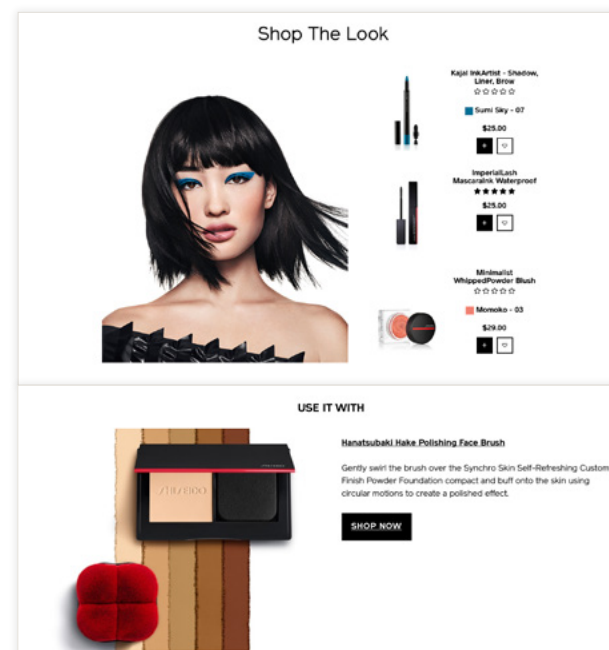 Shop The Look
Kajal InkArtist - Shadow,
Liner, Brow
Sumi Sky - 07
$25.00
ImperialLash
MascaraInk Waterproof
$25.00
Minimalist
WhippedPowder Blush
Momoko - 03
$29.00
USE IT WITH
Hanatsubaki Hake Polishing Face Brush
Gently swirl the brush over the Synchro Skin Self-Refreshing Custom
Finish Powder Foundation compact and buff onto the skin using
circular motions to create a polished effect.
SHISEIDO
SHOP NOW